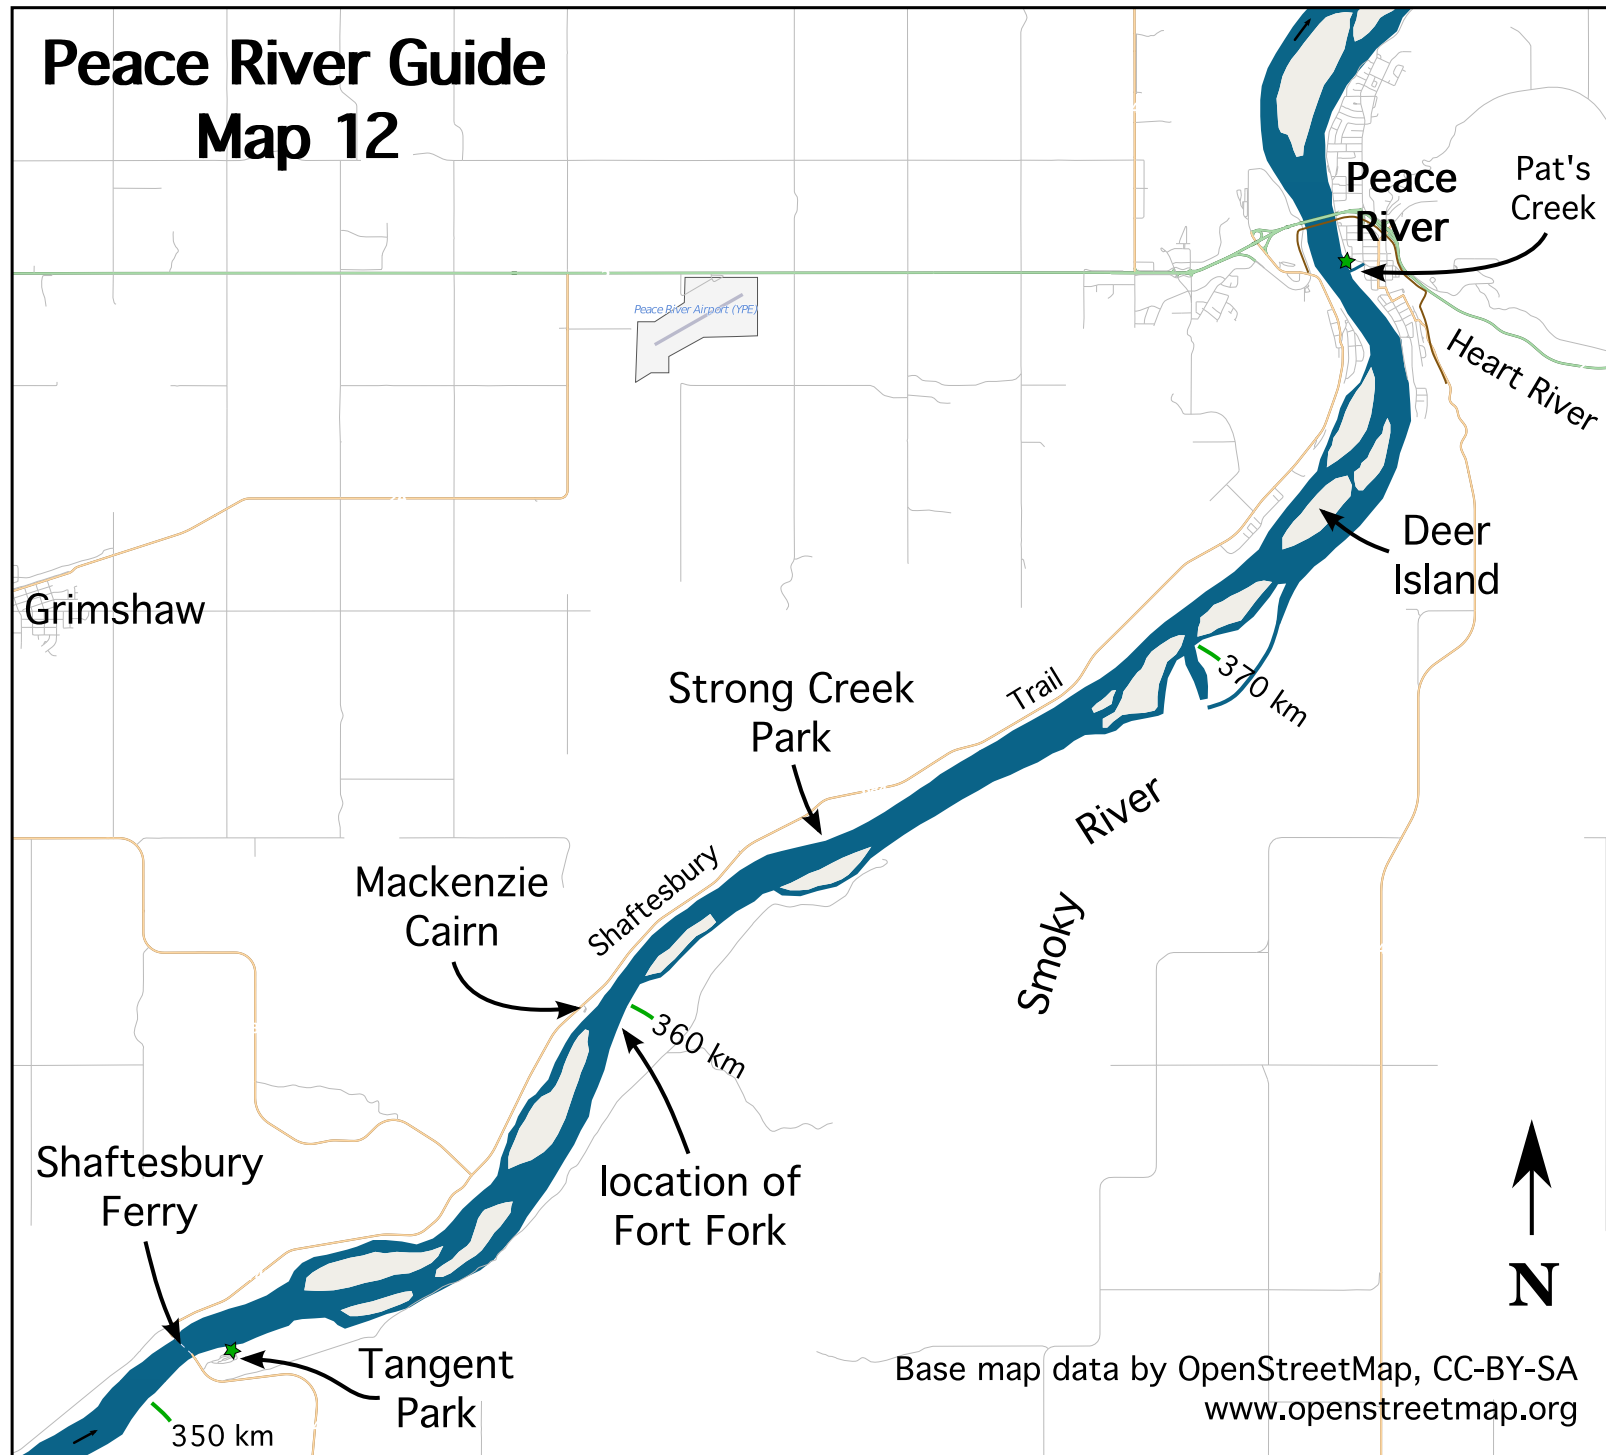 Peace River Guide
Map 12
Peace
River
Pat's
Creek
Peace River Airport (YPE)
Heart River
Deer
Island
Grimshaw
370 km
Trail
Strong Creek
Park
River
Shaftesbury
Mackenzie
Cairn
Smoky
360 km
location of
Fort Fork
Shaftesbury
Ferry
N
Tangent
Park
Base map data by OpenStreetMap, CC-BY-SA
www.openstreetmap.org
350 km